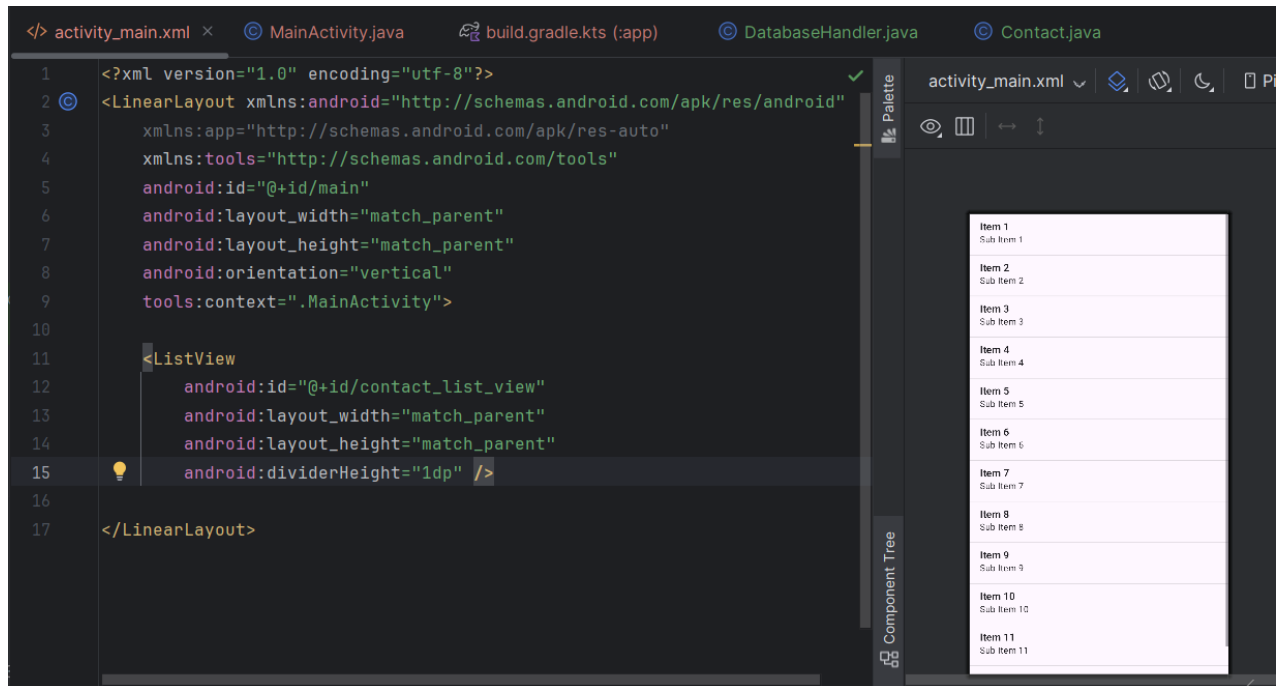 activity_main.xml
MainActivity.java
build.gradle.kts (:app)
DatabaseHandler.java
Contact.java
1 <?xml version="1.0" encoding="utf-8"?>
2 <LinearLayout xmlns:android="http://schemas.android.com/apk/res/android"
3 xmlns:app="http://schemas.android.com/apk/res-auto"
4 xmlns:tools="http://schemas.android.com/tools"
5 android:id="@+id/main"
6 android:layout_width="match_parent"
7 android:layout_height="match_parent"
8 android:orientation="vertical"
9 tools:context=".MainActivity">
10
11 <ListView
12 android:id="@+id/contact_list_view"
13 android:layout_width="match_parent"
14 android:layout_height="match_parent"
15 android:dividerHeight="1dp" />
16
17 </LinearLayout>
Palette
Component Tree
activity_main.xml
Pi
Item 1
Sub Item 1
Item 2
Sub Item 2
Item 3
Sub Item 3
Item 4
Sub Item 4
Item 5
Sub Item 5
Item 6
Sub Item 6
Item 7
Sub Item 7
Item 8
Sub Item 8
Item 9
Sub Item 9
Item 10
Sub Item 10
Item 11
Sub Item 11